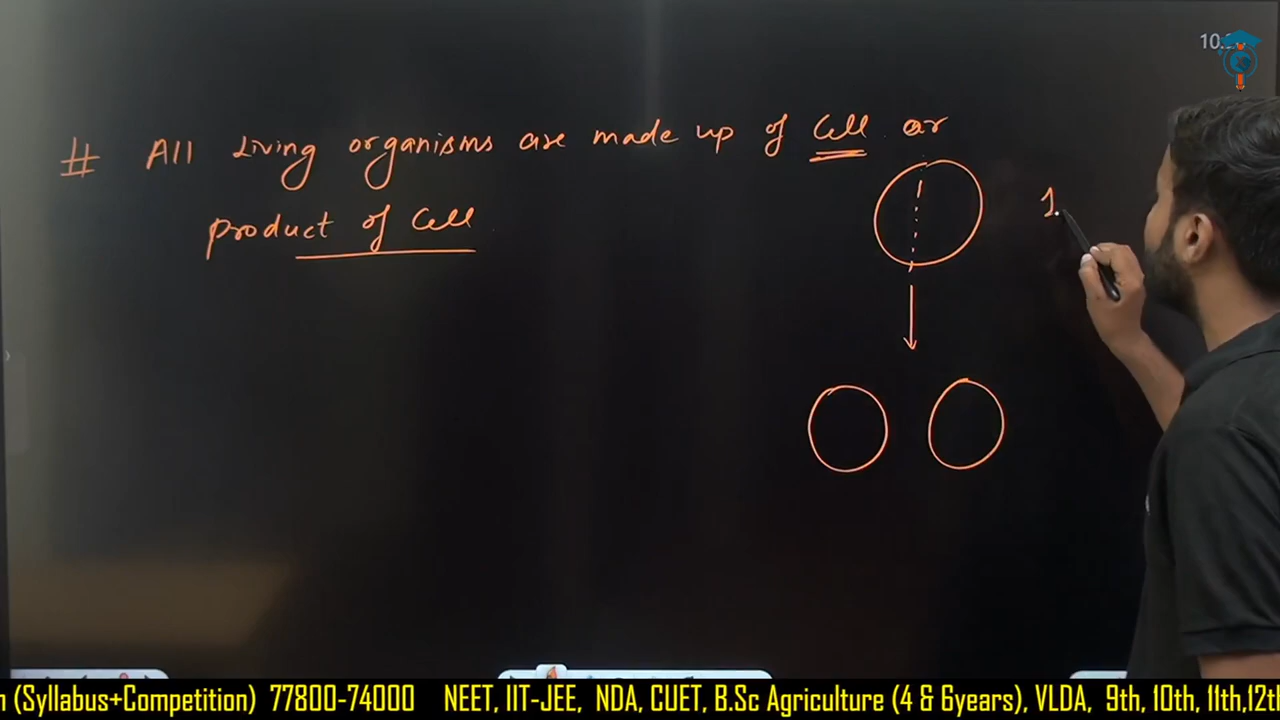 10:
# All Living organisms are made up of Cell or
product of Cell
1
n (Syllabus+Competition) 77800-74000 NEET, IIT-JEE, NDA, CUET, B.Sc Agriculture (4 & 6years), VLDA, 9th, 10th, 11th,12th